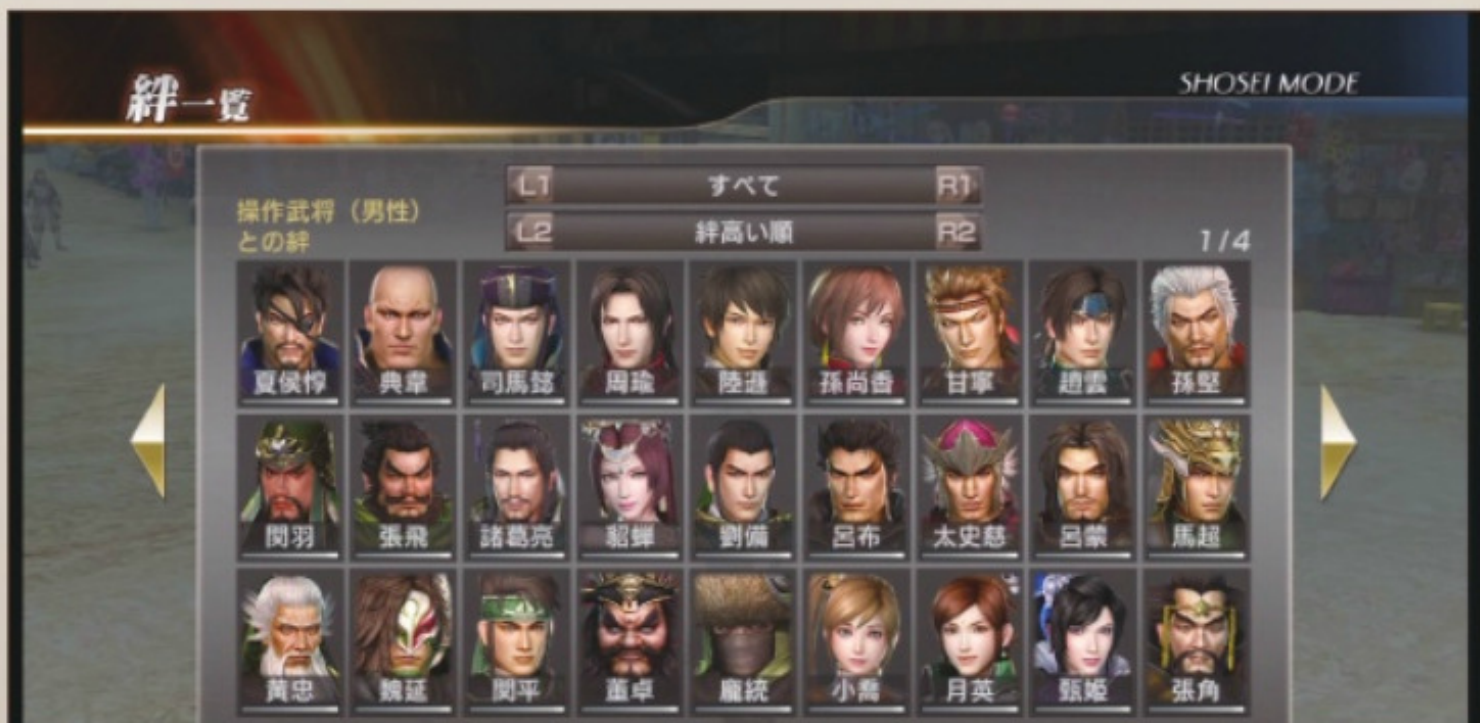 絆一覧
SHOSEI MODE
L1 すべて R1
操作武将（男性）
との絆
L2 絆高い順 R2
1/4
夏侯惇 典韋 司馬懿 周瑜 陸遜 孫尚香 甘寧 趙雲 孫堅
関羽 張飛 諸葛亮 貂蝉 劉備 呂布 太史慈 呂蒙 馬超
黄忠 魏延 関平 董卓 龐統 小喬 月英 甄姫 張角